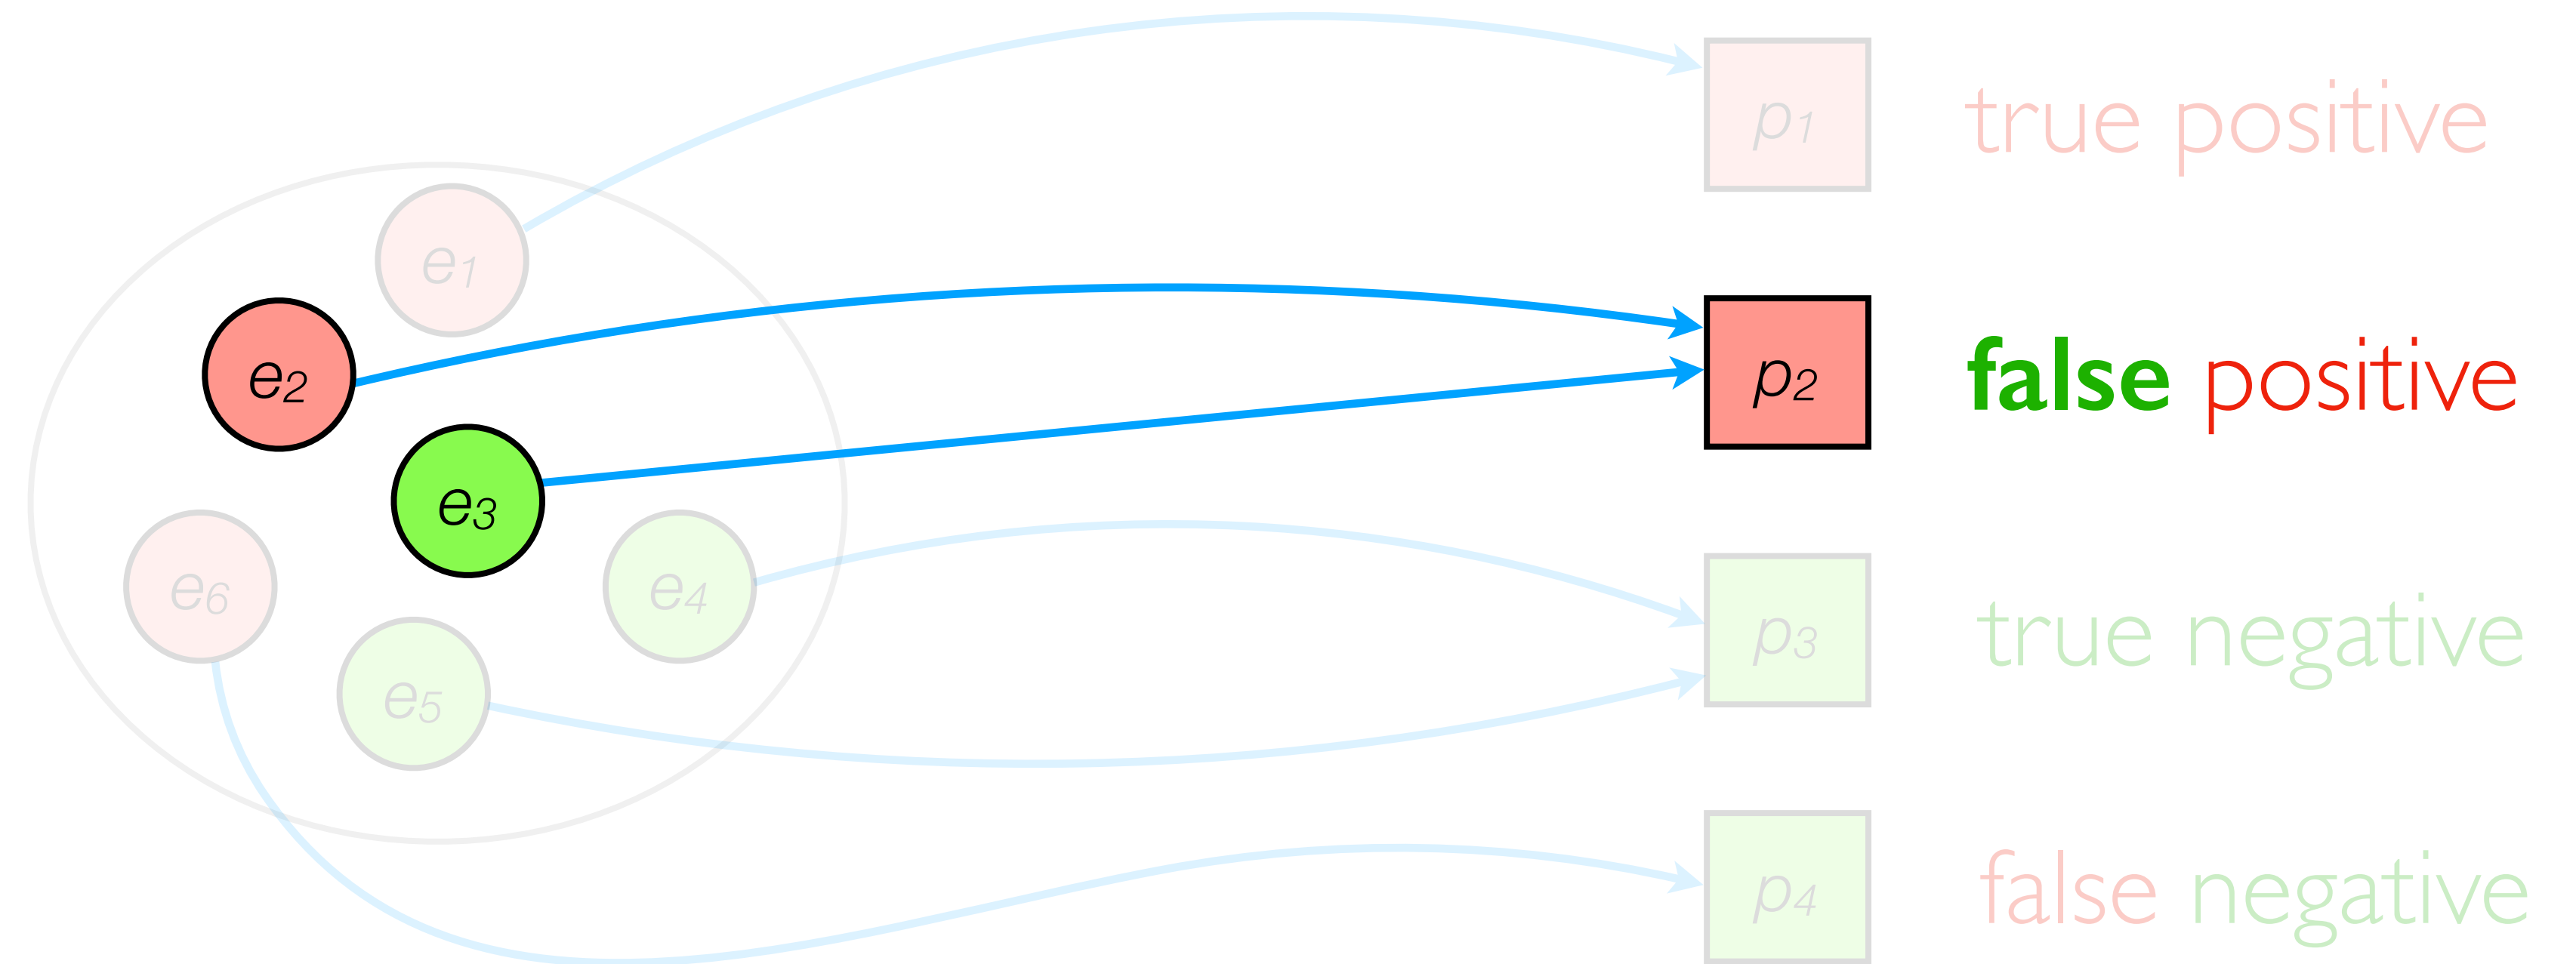 p1 true positive
e1
e2 p2 false positive
e3
e6 e4 p3 true negative
e5
p4 false negative